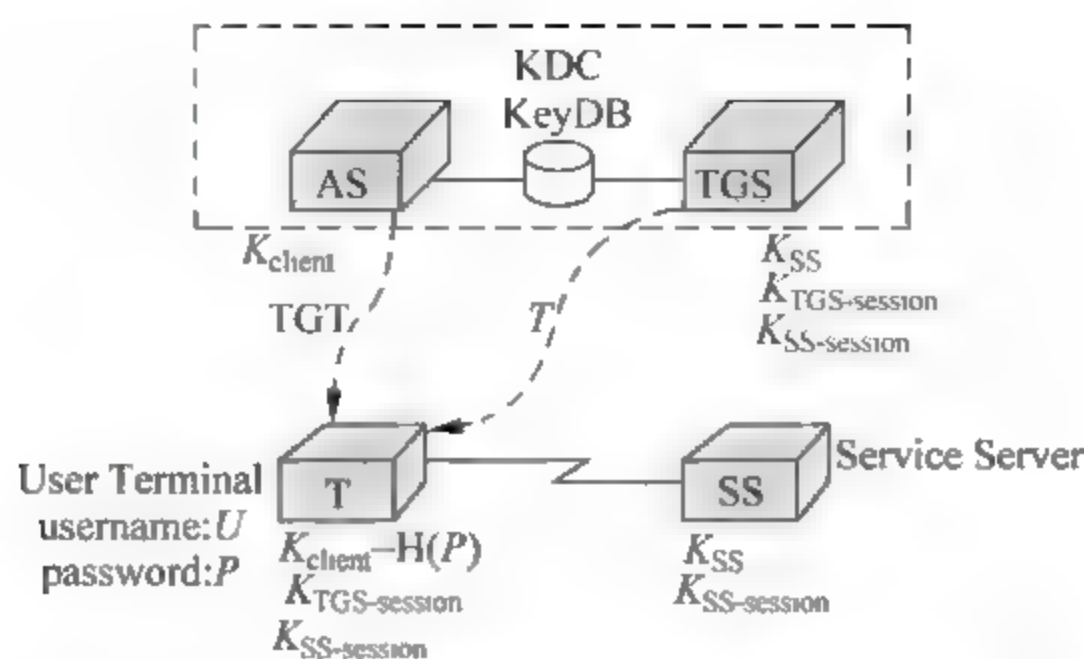 KDC
KeyDB
AS
TGS
K_client
K_SS
K_TGS-session
K_SS-session
TGT
T
User Terminal
username:U
password:P
T
K_client–H(P)
K_TGS-session
K_SS-session
SS
Service Server
K_SS
K_SS-session